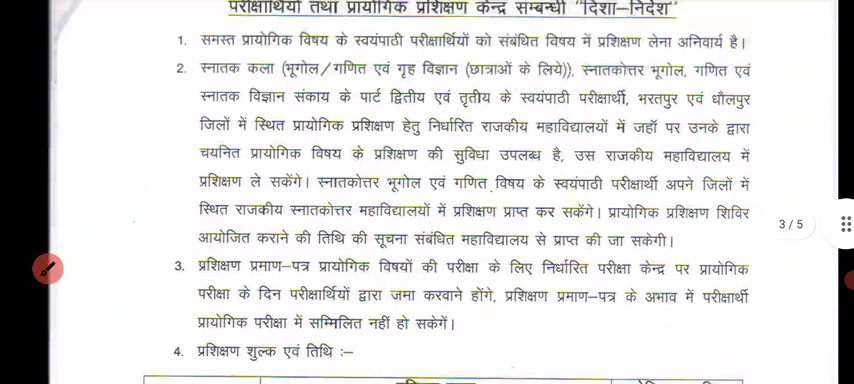 परीक्षार्थियों तथा प्रायोगिक प्रशिक्षण केन्द्र सम्बन्धी "दिशा–निर्देश"
1. समस्त प्रायोगिक विषय के स्वयंपाठी परीक्षार्थियों को संबंधित विषय में प्रशिक्षण लेना अनिवार्य है।
2. स्नातक कला (भूगोल/गणित एवं गृह विज्ञान (छात्राओं के लिये)), स्नातकोत्तर भूगोल, गणित एवं
स्नातक विज्ञान संकाय के पार्ट द्वितीय एवं तृतीय के स्वयंपाठी परीक्षार्थी, भरतपुर एवं धौलपुर
जिलों में स्थित प्रायोगिक प्रशिक्षण हेतु निर्धारित राजकीय महाविद्यालयों में जहॉ पर उनके द्वारा
चयनित प्रायोगिक विषय के प्रशिक्षण की सुविधा उपलब्ध है, उस राजकीय महाविद्यालय में
प्रशिक्षण ले सकेंगे। स्नातकोत्तर भूगोल एवं गणित विषय के स्वयंपाठी परीक्षार्थी अपने जिलों में
स्थित राजकीय स्नातकोत्तर महाविद्यालयों में प्रशिक्षण प्राप्त कर सकेंगे। प्रायोगिक प्रशिक्षण शिविर
आयोजित कराने की तिथि की सूचना संबंधित महाविद्यालय से प्राप्त की जा सकेगी।
3 / 5
3. प्रशिक्षण प्रमाण–पत्र प्रायोगिक विषयों की परीक्षा के लिए निर्धारित परीक्षा केन्द्र पर प्रायोगिक
परीक्षा के दिन परीक्षार्थियों द्वारा जमा करवाने होंगे, प्रशिक्षण प्रमाण–पत्र के अभाव में परीक्षार्थी
प्रायोगिक परीक्षा में सम्मिलित नहीं हो सकेगें।
4. प्रशिक्षण शुल्क एवं तिथि :–